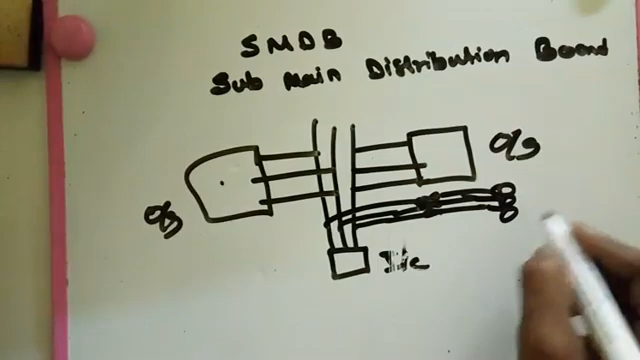 SMDB
Sub Main Distribution Board
o/g
o/g
I/c